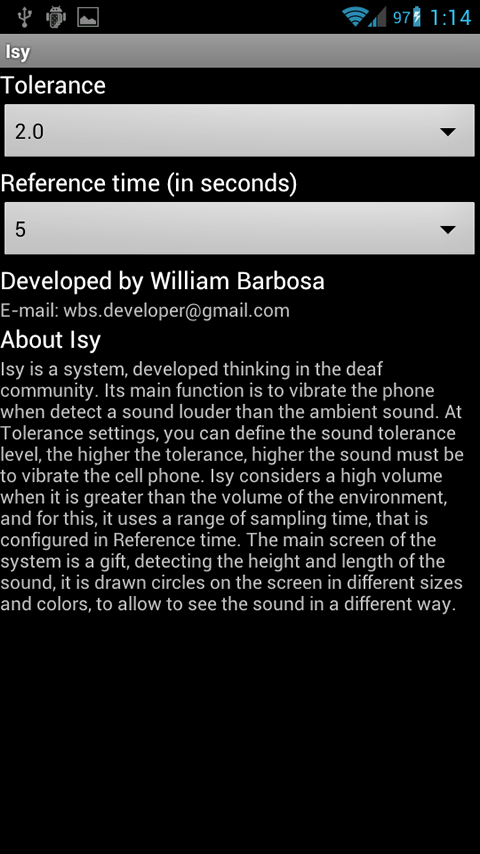 97 1:14
Isy
Tolerance
2.0
Reference time (in seconds)
5
Developed by William Barbosa
E-mail: wbs.developer@gmail.com
About Isy
Isy is a system, developed thinking in the deaf
community. Its main function is to vibrate the phone
when detect a sound louder than the ambient sound. At
Tolerance settings, you can define the sound tolerance
level, the higher the tolerance, higher the sound must be
to vibrate the cell phone. Isy considers a high volume
when it is greater than the volume of the environment,
and for this, it uses a range of sampling time, that is
configured in Reference time. The main screen of the
system is a gift, detecting the height and length of the
sound, it is drawn circles on the screen in different sizes
and colors, to allow to see the sound in a different way.